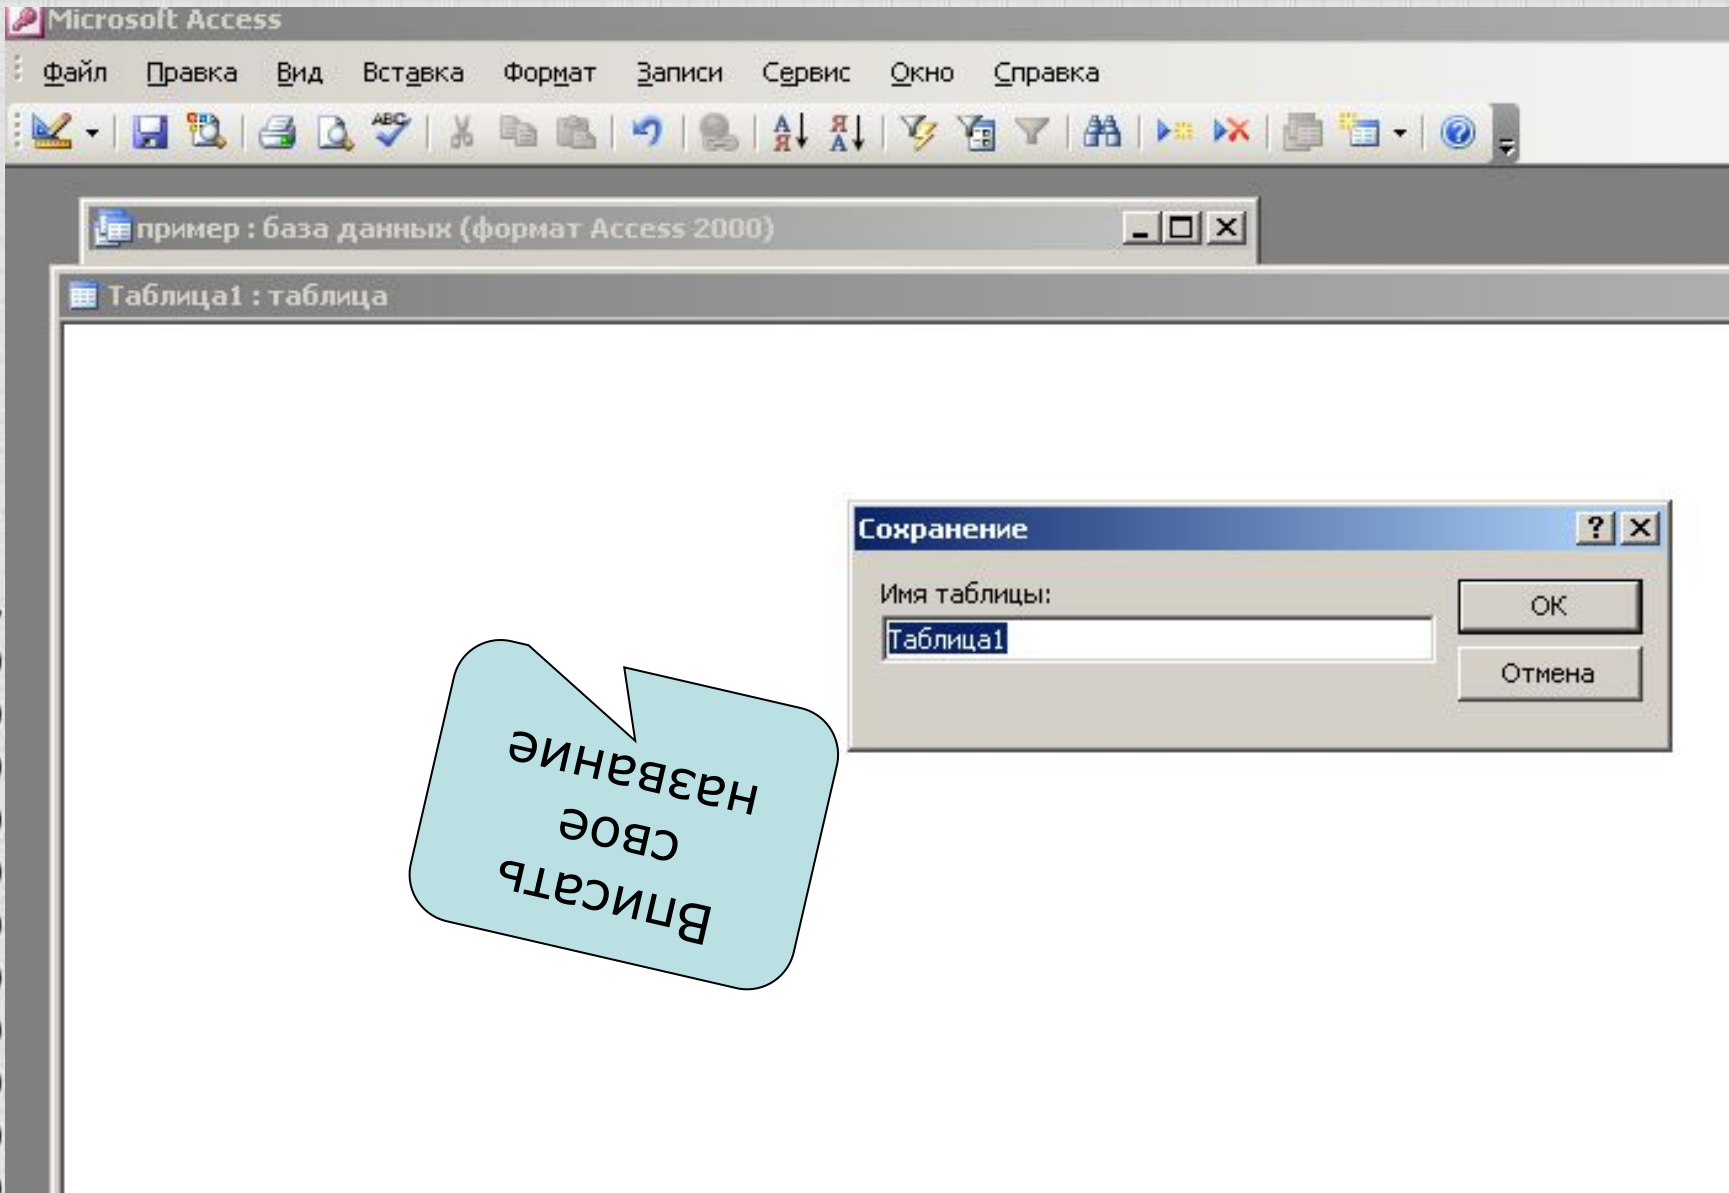 Microsoft Access
Файл Правка Вид Вставка Формат Записи Сервис Окно Справка
ABC
А Я Я А
пример : база данных (формат Access 2000)
Таблица1 : таблица
Сохранение
Имя таблицы:
Таблица1
ОК
Отмена
Вписать
свое
название